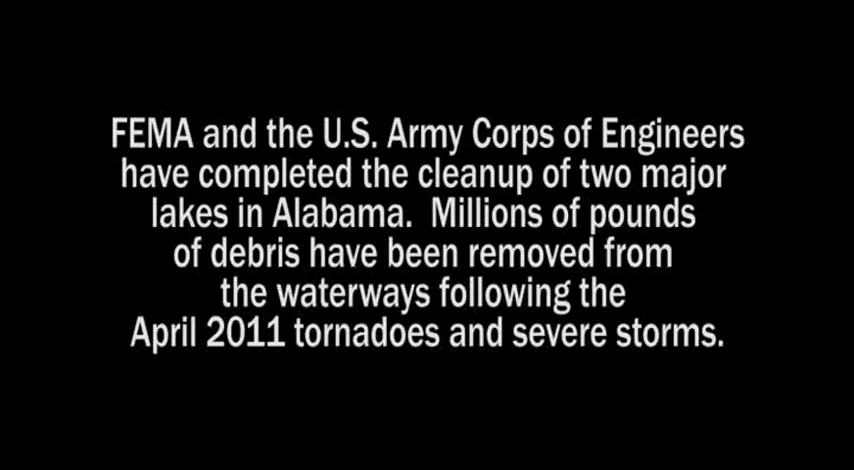 FEMA and the U.S. Army Corps of Engineers
have completed the cleanup of two major
lakes in Alabama.  Millions of pounds
of debris have been removed from
the waterways following the
April 2011 tornadoes and severe storms.